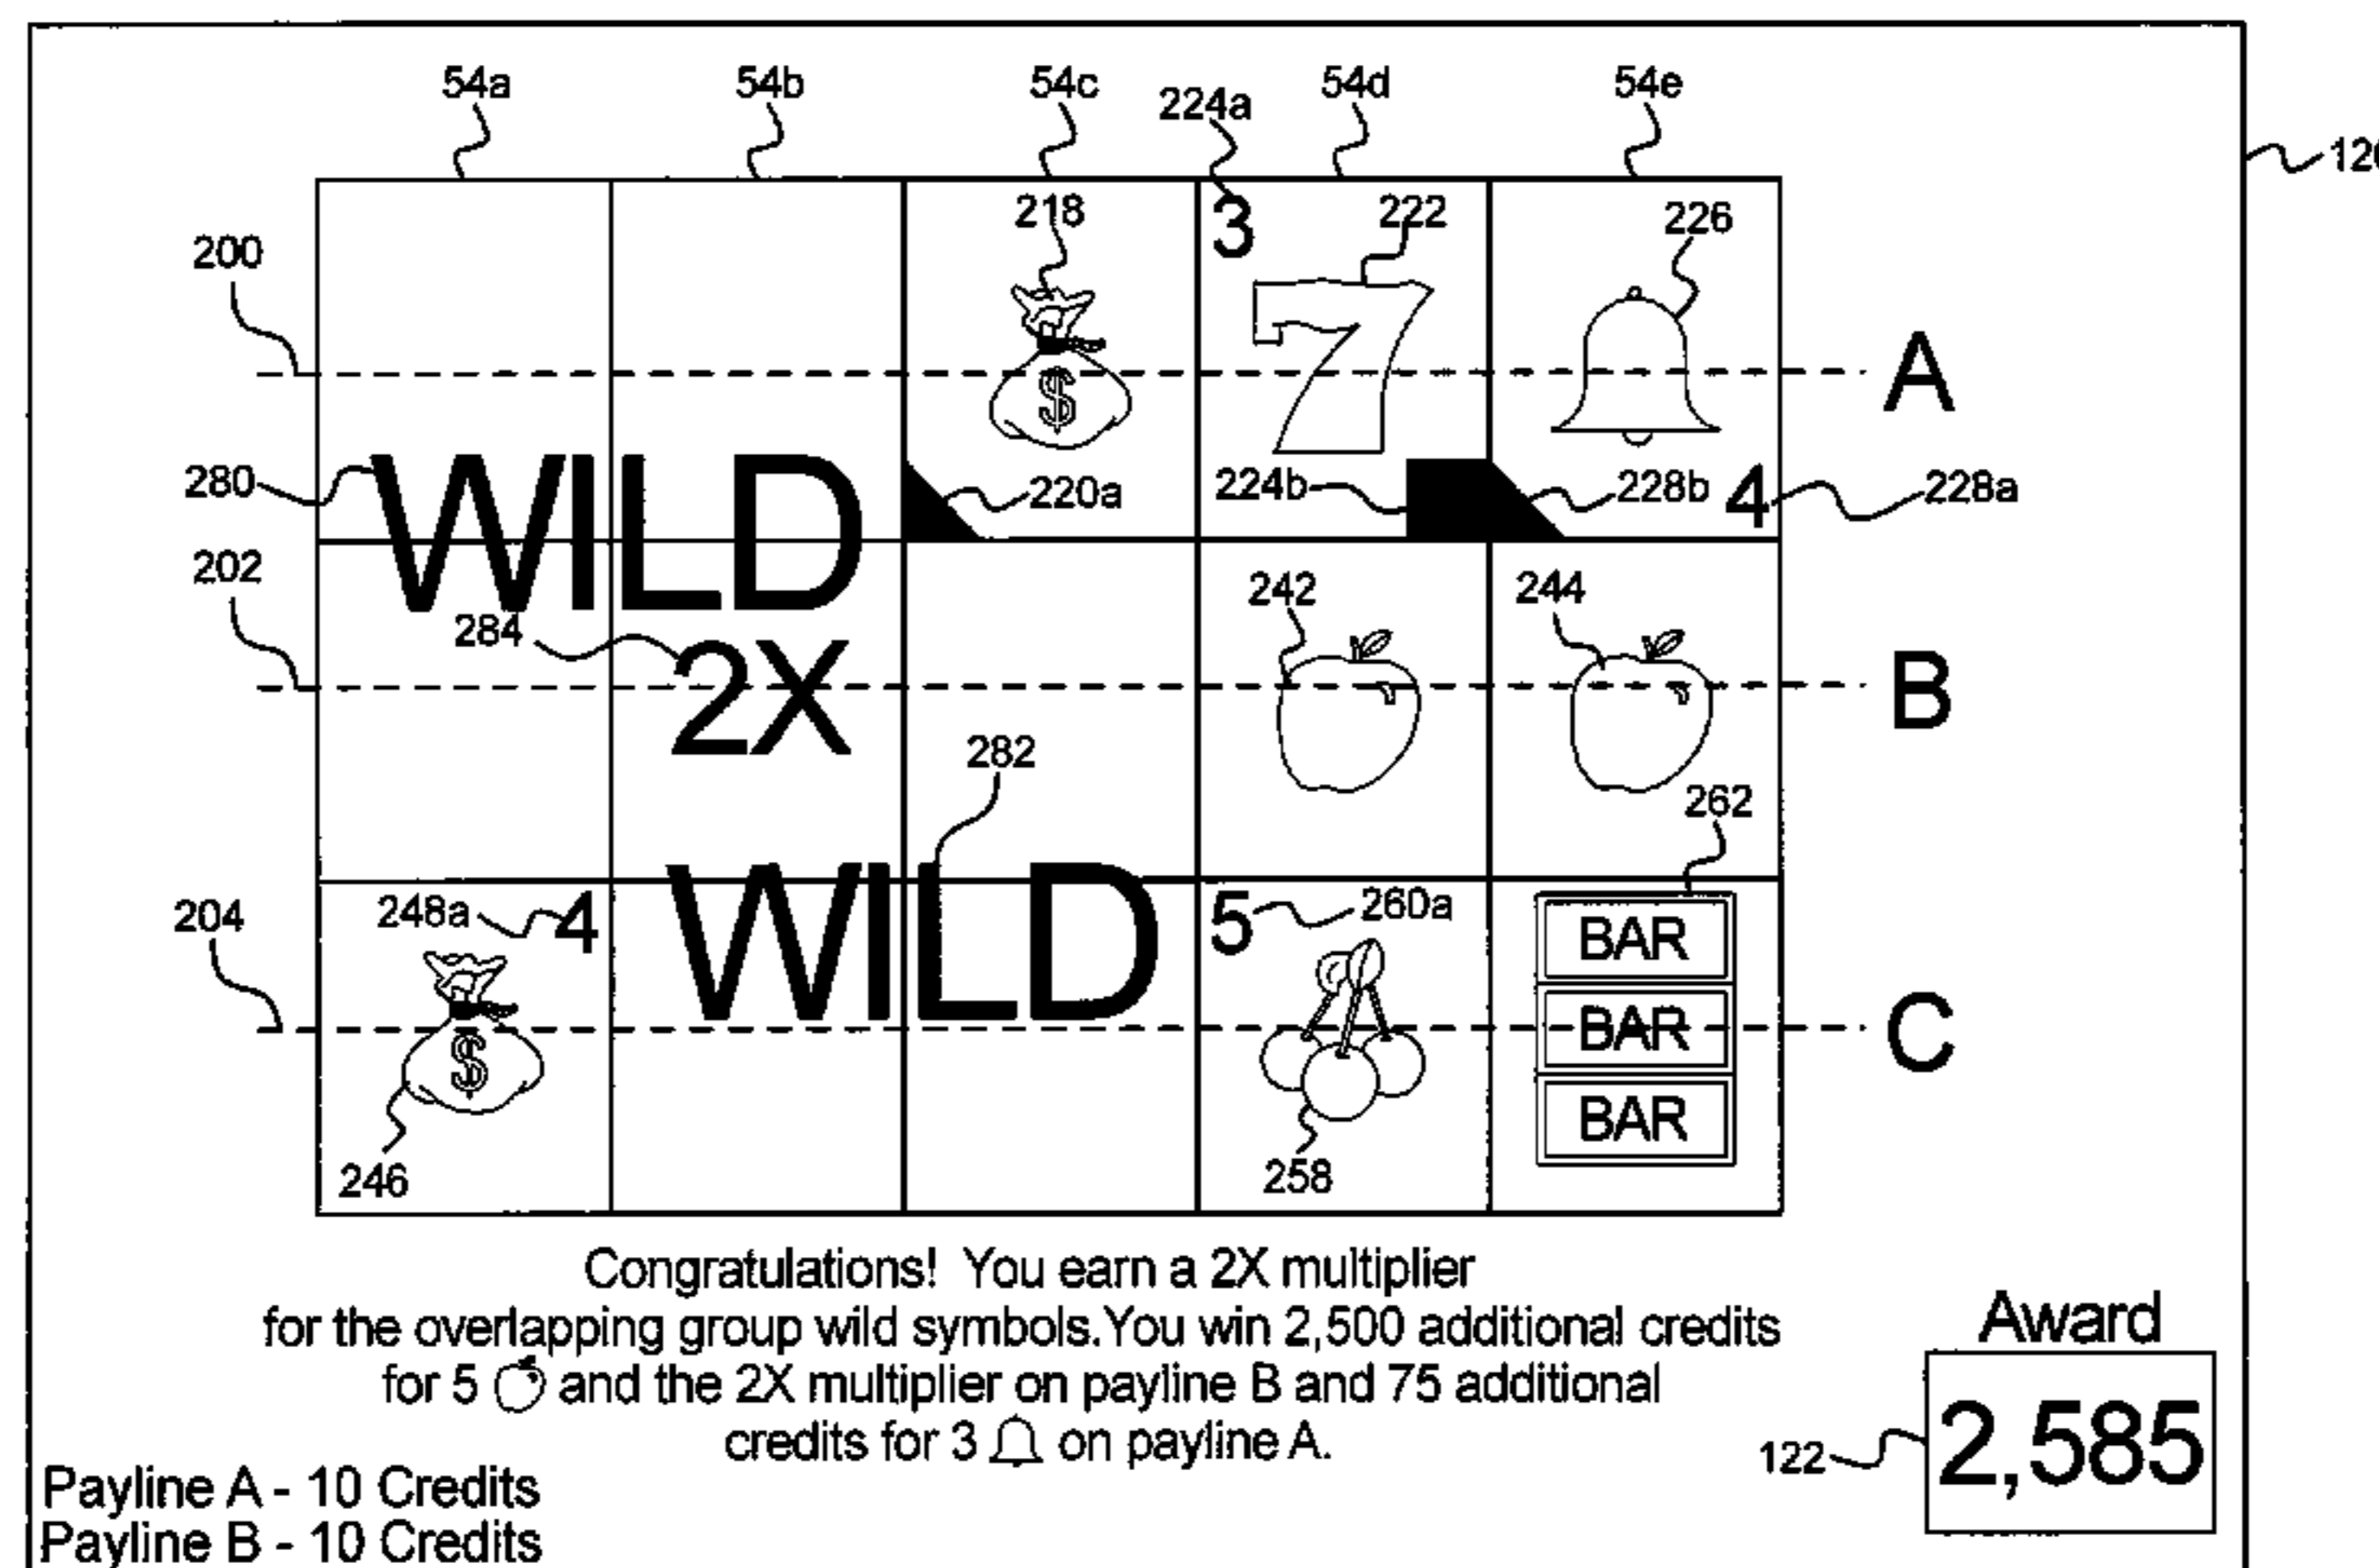 54a 54b 54c 224a 54d 54e
218 3 222 226
200
$
A
280 WILD 220a 224b 228b 4 228a
202 242 244
284 2X
B
282
262
204 248a 4 WILD 5 260a BAR
$ BAR C
BAR
246 258
Congratulations! You earn a 2X multiplier
for the overlapping group wild symbols.You win 2,500 additional credits
for 5 and the 2X multiplier on payline B and 75 additional
credits for 3 on payline A.
Award
122 2,585
Payline A - 10 Credits
Payline B - 10 Credits